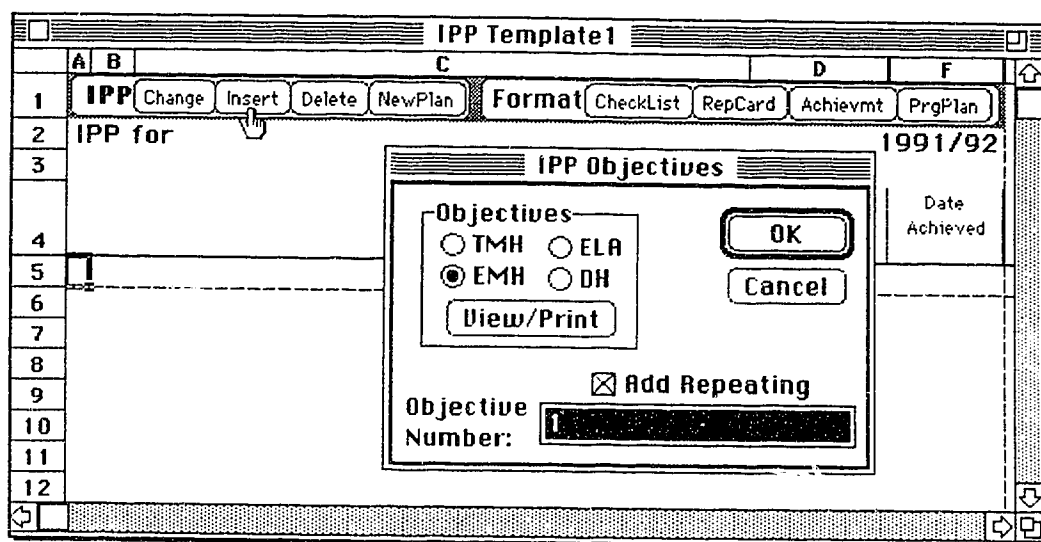 IPP Template1
A B C D F
1 IPP Change Insert Delete NewPlan Format CheckList RepCard Achievmt PrgPlan
2 IPP for 1991/92
3
4 Date Achieved
5
6
7
8
9
10
11
12
IPP Objectives
Objectives
TMH ELA
EMH DH
View/Print
OK
Cancel
Add Repeating
Objective
Number: 1